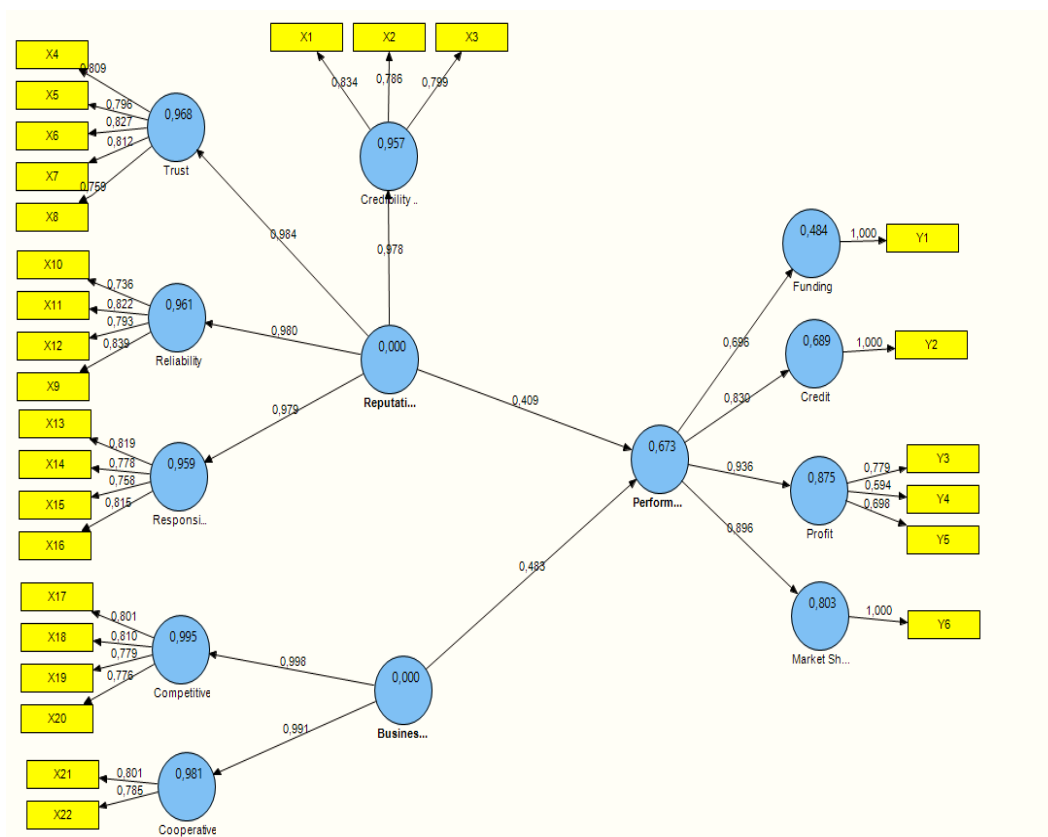 X1
X2
X3
0,834
0,786
0,799
0,957
Credibility ..
0,978
X4
X5
X6
X7
X8
0,809
0,796
0,827
0,812
0,759
0,968
Trust
0,984
X10
X11
X12
X9
0,736
0,822
0,793
0,839
0,961
Reliability
0,980
X13
X14
X15
X16
0,819
0,778
0,758
0,815
0,959
Responsi...
0,979
0,000
Reputati...
0,409
X17
X18
X19
X20
0,801
0,810
0,779
0,776
0,995
Competitive
0,998
X21
X22
0,801
0,785
0,981
Cooperative
0,991
0,000
Busines...
0,483
0,673
Perform...
0,696
0,484
Funding
1,000
Y1
0,830
0,689
Credit
1,000
Y2
0,936
0,875
Profit
0,779
0,594
0,698
Y3
Y4
Y5
0,896
0,803
Market Sh...
1,000
Y6